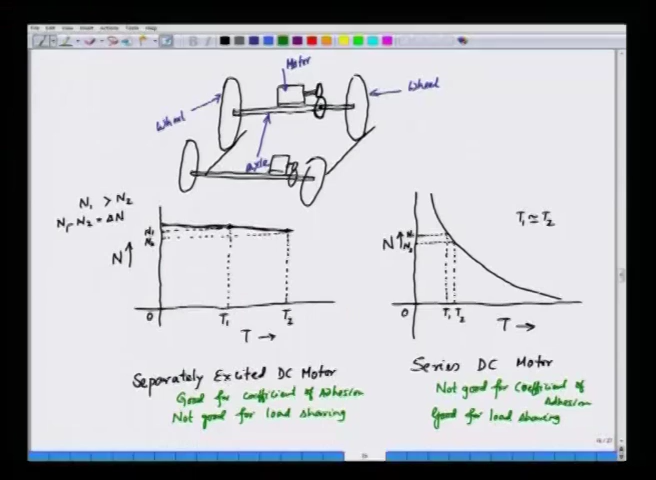 Motor
Wheel
Wheel
Axle
N₁ > N₂
N₁-N₂ = ΔN
N₁
N₂
N ↑
O
T₁
T₂
T →
T₁ ≃ T₂
N ↑
N₁
N₂
O
T₁ T₂
T →
Separately Excited DC Motor
Good for coefficient of Adhesion
Not good for load sharing
Series DC Motor
Not good for coefficient of
Adhesion
Good for load sharing